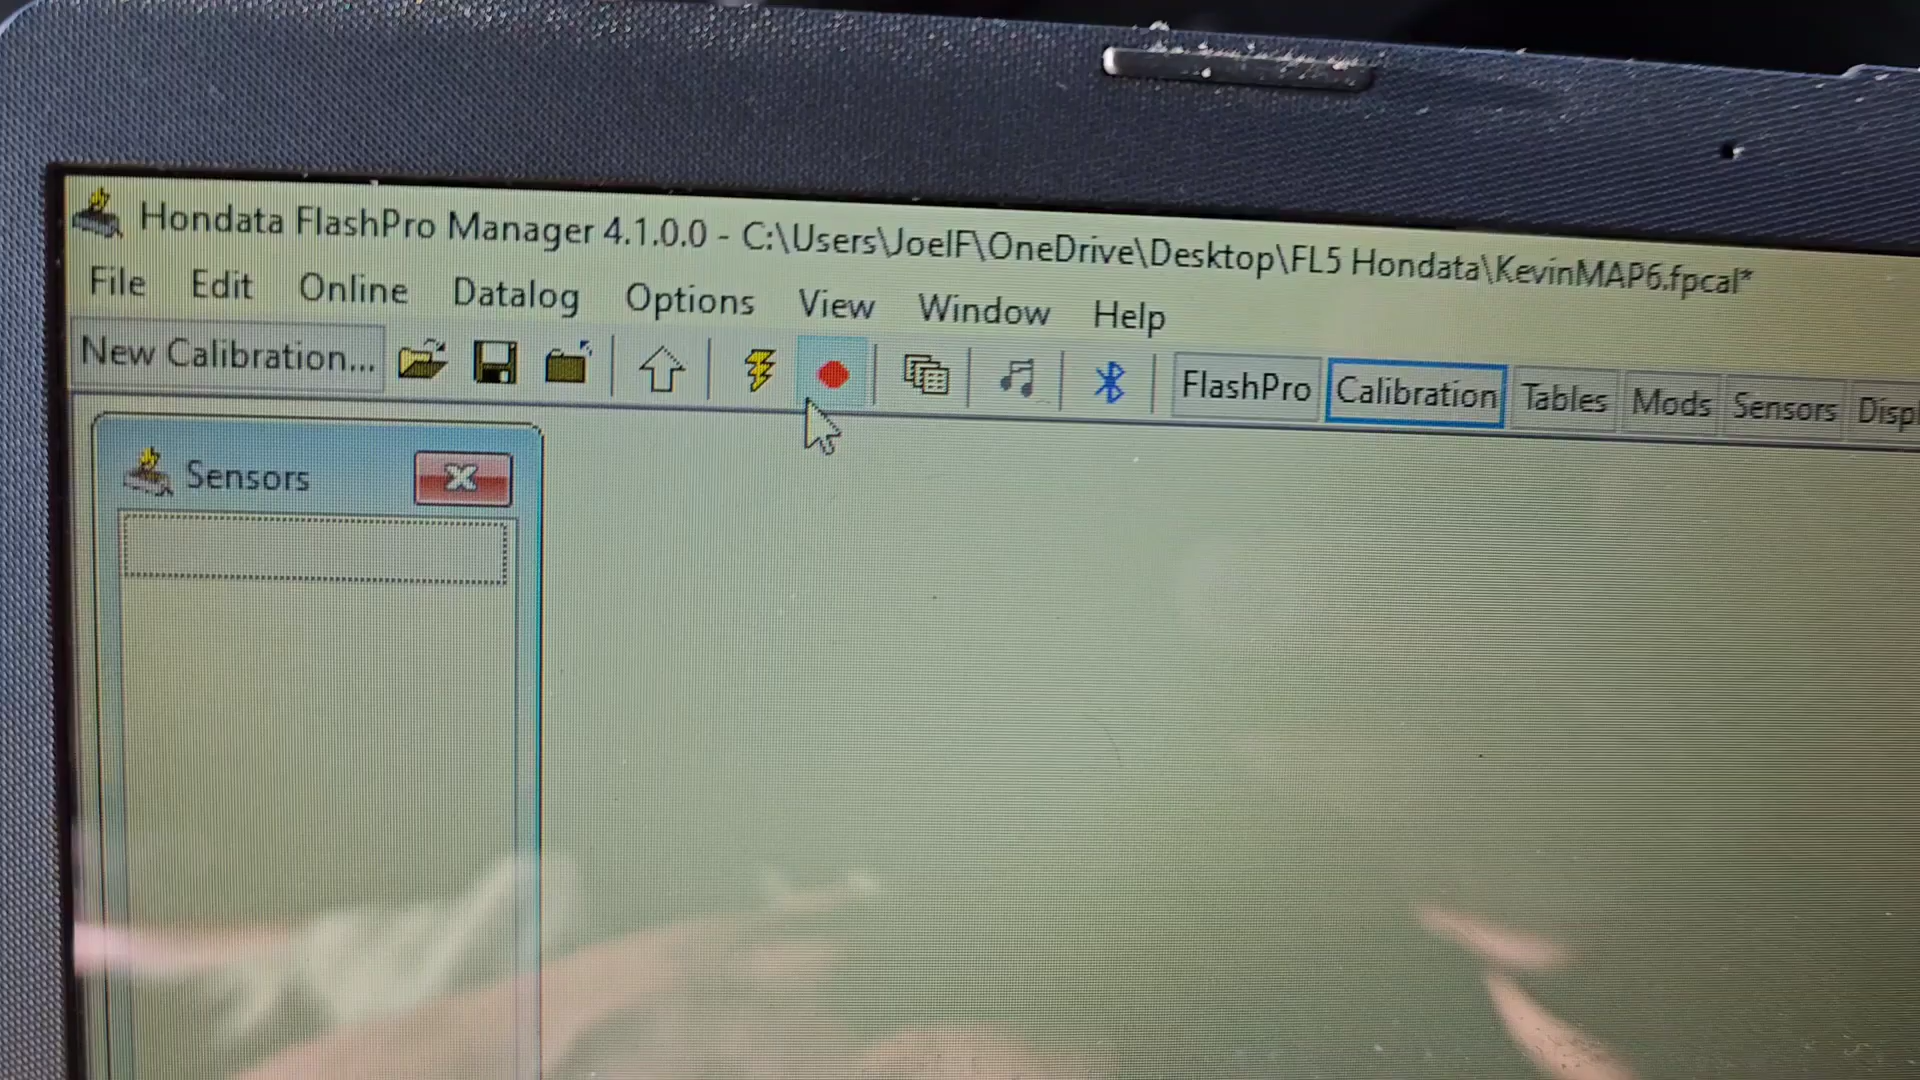 Hondata FlashPro Manager 4.1.0.0 - C:\Users\JoelF\OneDrive\Desktop\FL5 Hondata\KevinMAP6.fpcal*
File Edit Online Datalog Options View Window Help
New Calibration... FlashPro Calibration Tables Mods Sensors Displ
Sensors